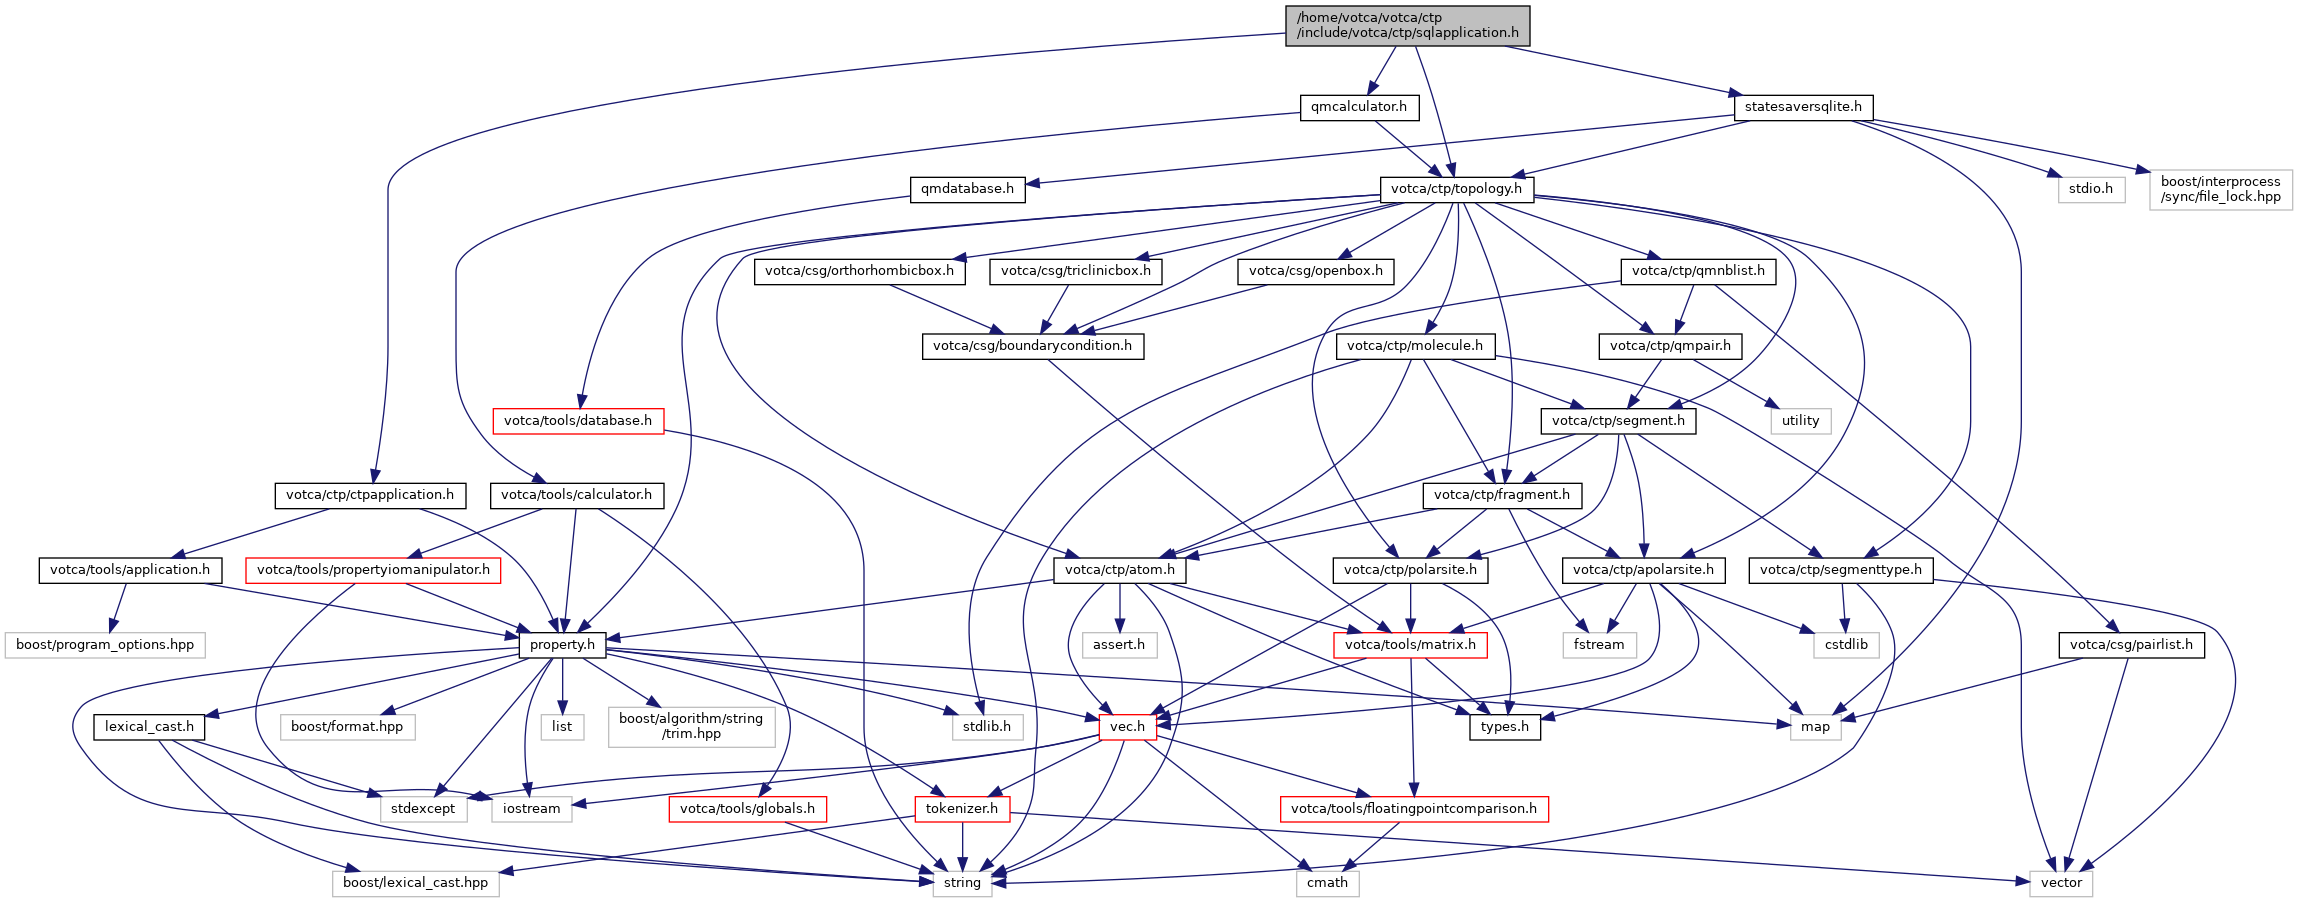 /home/votca/votca/ctp
/include/votca/ctp/sqlapplication.h
qmcalculator.h
statesaversqlite.h
qmdatabase.h
votca/ctp/topology.h
stdio.h
boost/interprocess
/sync/file_lock.hpp
votca/csg/orthorhombicbox.h
votca/csg/triclinicbox.h
votca/csg/openbox.h
votca/ctp/qmnblist.h
votca/csg/boundarycondition.h
votca/ctp/molecule.h
votca/ctp/qmpair.h
votca/tools/database.h
votca/ctp/segment.h
utility
votca/ctp/ctpapplication.h
votca/tools/calculator.h
votca/ctp/fragment.h
votca/tools/application.h
votca/tools/propertyiomanipulator.h
votca/ctp/atom.h
votca/ctp/polarsite.h
votca/ctp/apolarsite.h
votca/ctp/segmenttype.h
boost/program_options.hpp
property.h
assert.h
votca/tools/matrix.h
fstream
cstdlib
votca/csg/pairlist.h
lexical_cast.h
boost/format.hpp
list
boost/algorithm/string
/trim.hpp
stdlib.h
vec.h
types.h
map
stdexcept
iostream
votca/tools/globals.h
tokenizer.h
votca/tools/floatingpointcomparison.h
boost/lexical_cast.hpp
string
cmath
vector